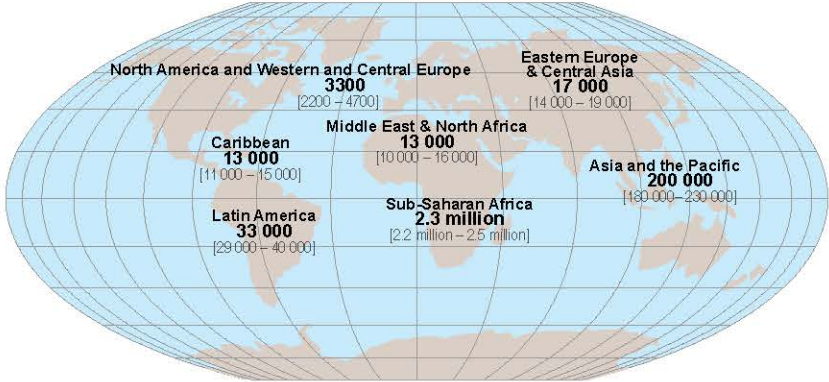 North America and Western and Central Europe
3300
[2200 – 4700]
Eastern Europe
& Central Asia
17 000
[14 000 – 19 000]
Middle East & North Africa
13 000
[10 000 – 16 000]
Caribbean
13 000
[11 000 – 15 000]
Asia and the Pacific
200 000
[180 000 – 230 000]
Sub-Saharan Africa
2.3 million
[2.2 million – 2.5 million]
Latin America
33 000
[29 000 – 40 000]